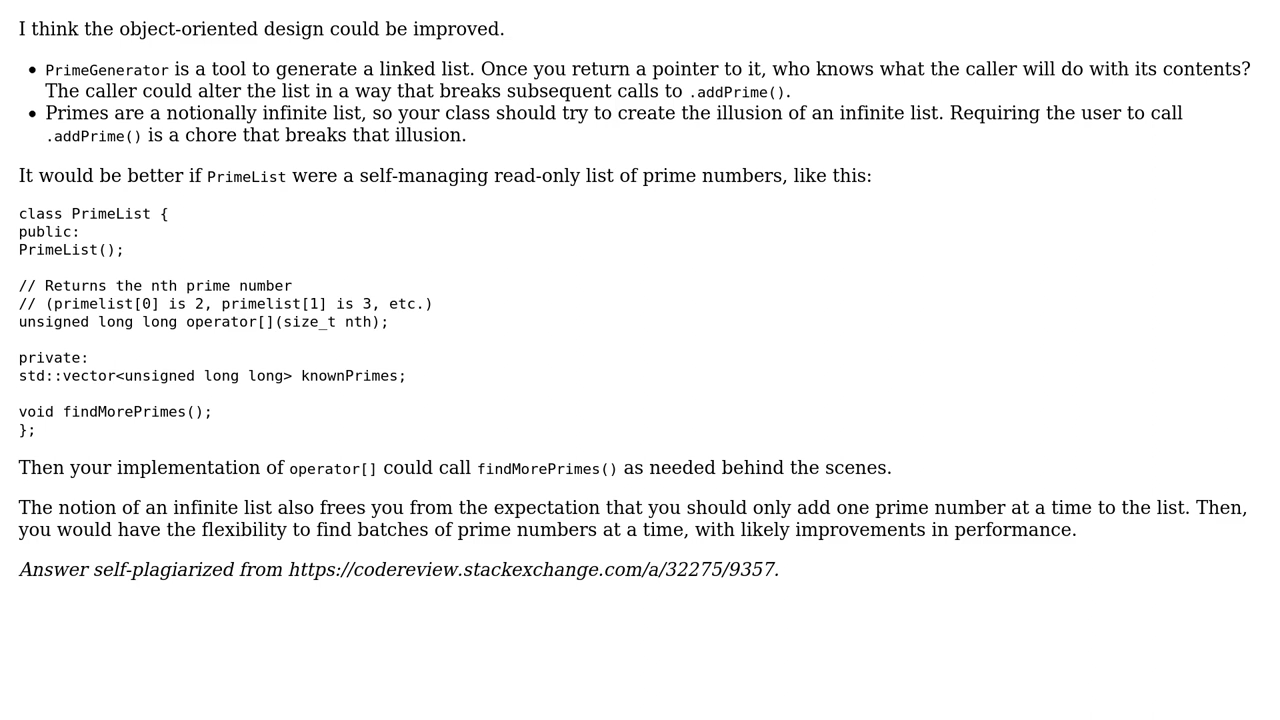 I think the object-oriented design could be improved.
• PrimeGenerator is a tool to generate a linked list. Once you return a pointer to it, who knows what the caller will do with its contents?
The caller could alter the list in a way that breaks subsequent calls to .addPrime().
• Primes are a notionally infinite list, so your class should try to create the illusion of an infinite list. Requiring the user to call
.addPrime() is a chore that breaks that illusion.
It would be better if PrimeList were a self-managing read-only list of prime numbers, like this:
class PrimeList {
public:
PrimeList();
// Returns the nth prime number
// (primelist[0] is 2, primelist[1] is 3, etc.)
unsigned long long operator[](size_t nth);
private:
std::vector<unsigned long long> knownPrimes;
void findMorePrimes();
};
Then your implementation of operator[] could call findMorePrimes() as needed behind the scenes.
The notion of an infinite list also frees you from the expectation that you should only add one prime number at a time to the list. Then,
you would have the flexibility to find batches of prime numbers at a time, with likely improvements in performance.
Answer self-plagiarized from https://codereview.stackexchange.com/a/32275/9357.